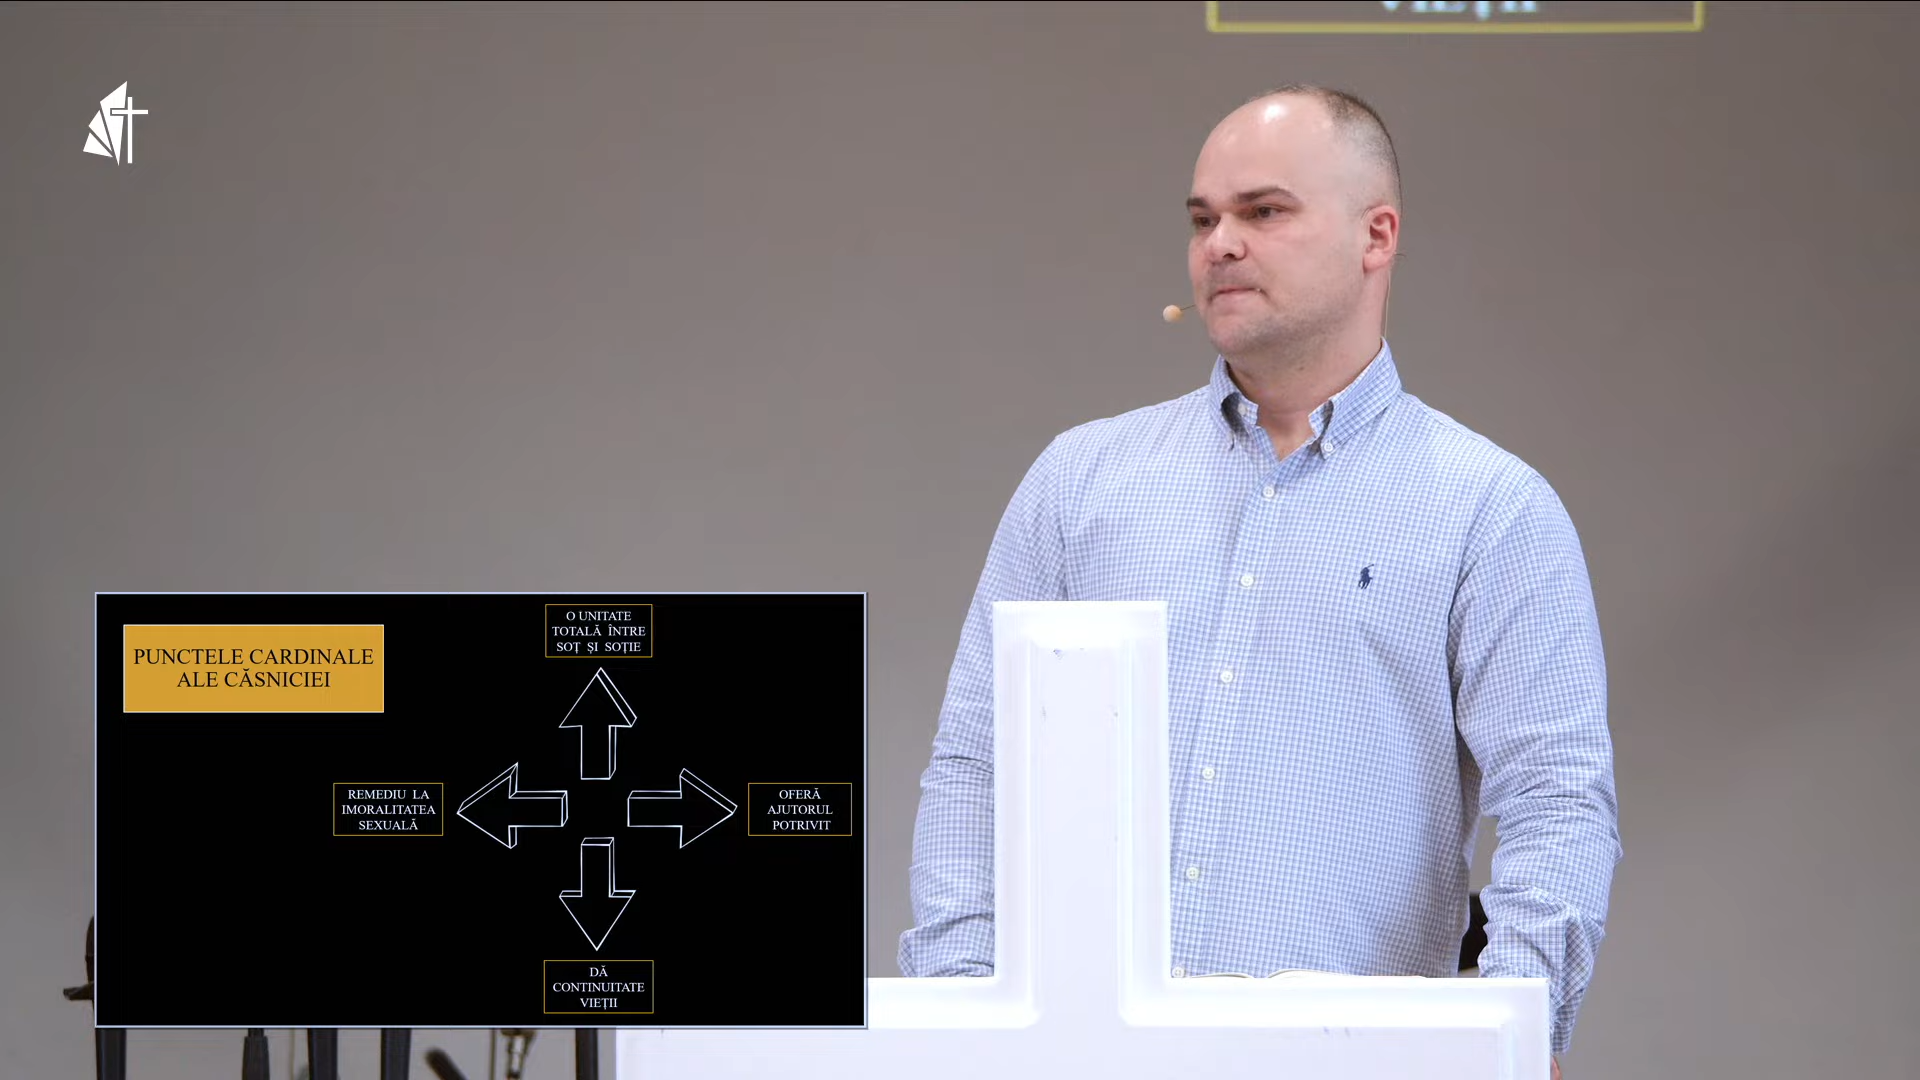 VIEȚII
PUNCTELE CARDINALE
ALE CĂSNICIEI
O UNITATE
TOTALĂ ÎNTRE
SOȚ ȘI SOȚIE
REMEDIU LA
IMORALITATEA
SEXUALĂ
OFERĂ
AJUTORUL
POTRIVIT
DĂ
CONTINUITATE
VIEȚII